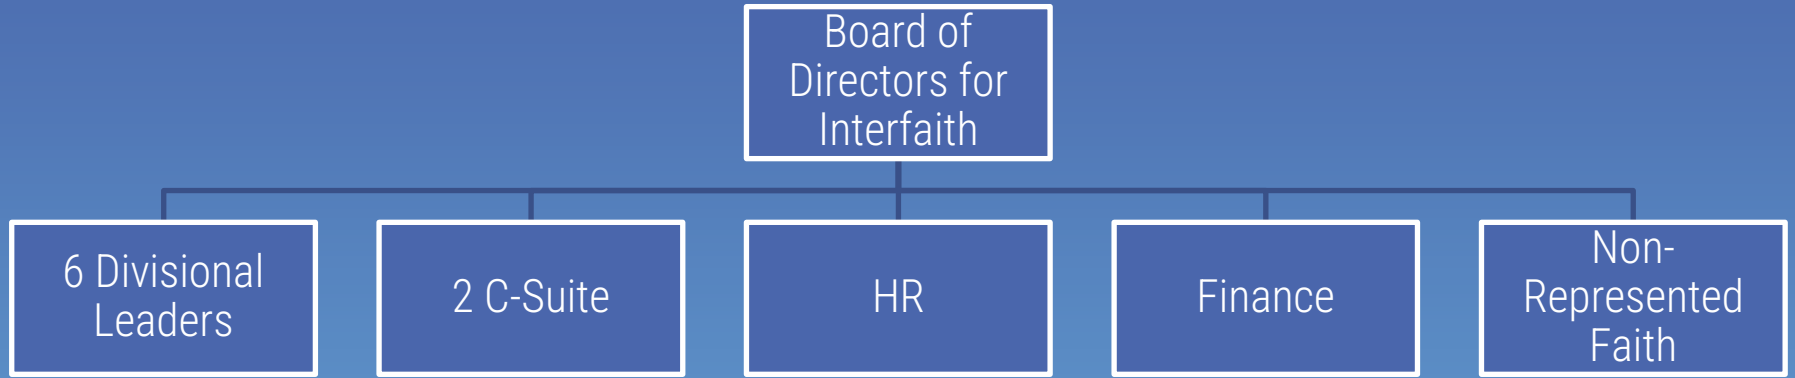 Board of
Directors for
Interfaith
6 Divisional
Leaders
2 C-Suite
HR
Finance
Non-
Represented
Faith